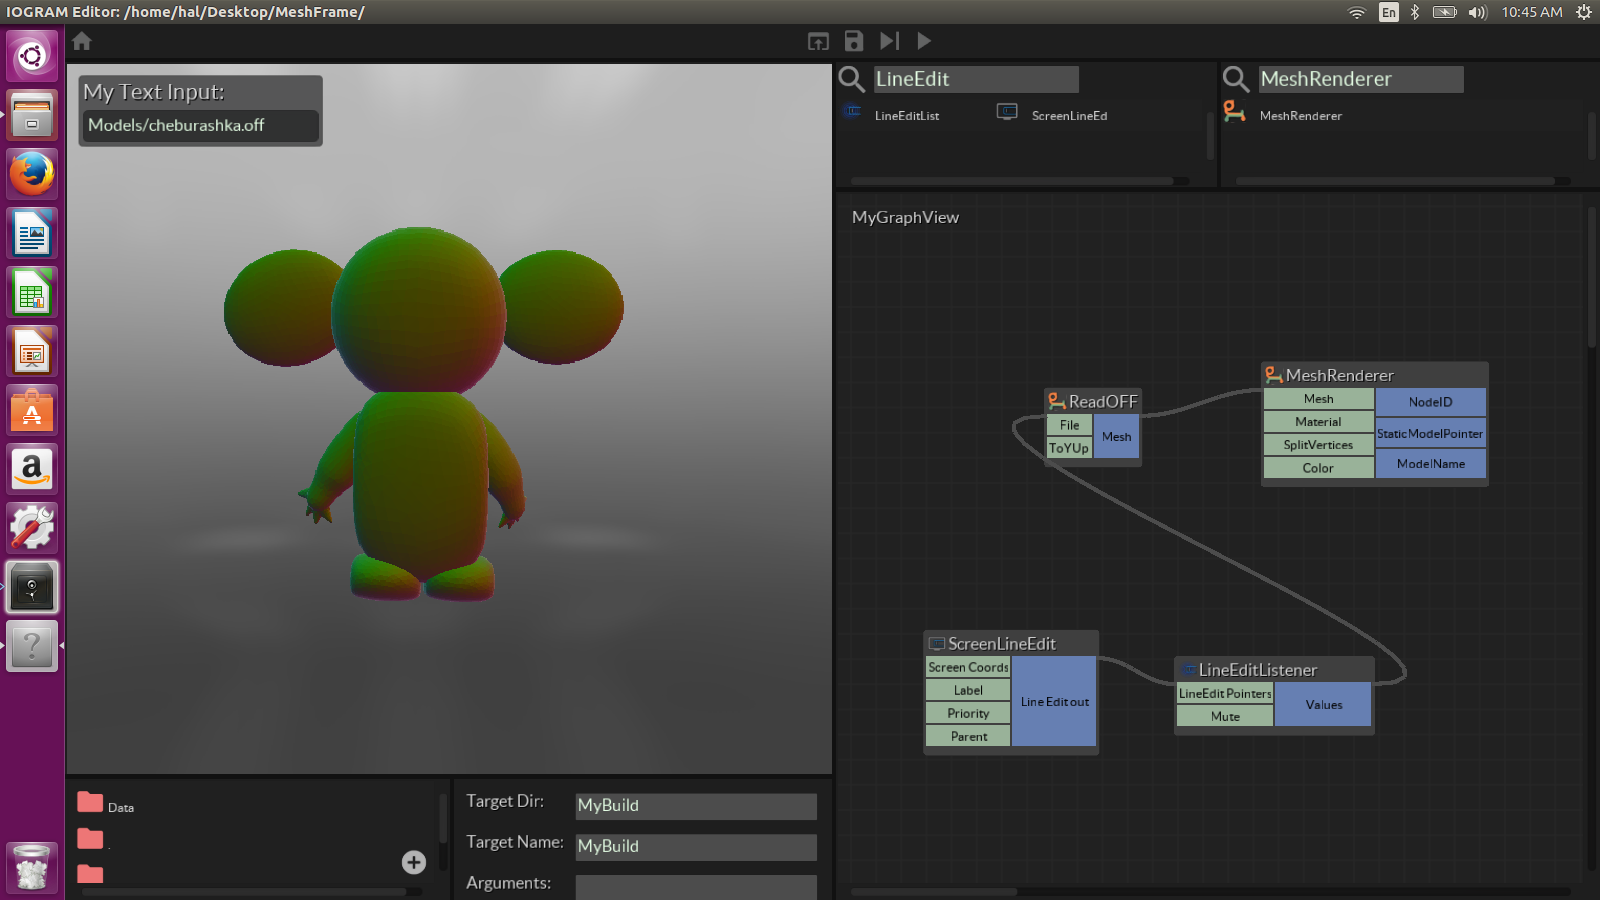 IOGRAM Editor: /home/hal/Desktop/MeshFrame/
En
10:45 AM
My Text Input:
Models/cheburashka.off
LineEdit
LineEditList
ScreenLineEd
MeshRenderer
MeshRenderer
MyGraphView
ReadOFF
File
ToYUp
Mesh
MeshRenderer
Mesh
Material
SplitVertices
Color
NodeID
StaticModelPointer
ModelName
ScreenLineEdit
Screen Coords
Label
Priority
Parent
Line Edit out
LineEditListener
LineEdit Pointers
Mute
Values
Data
.
Target Dir:
MyBuild
Target Name:
MyBuild
Arguments: